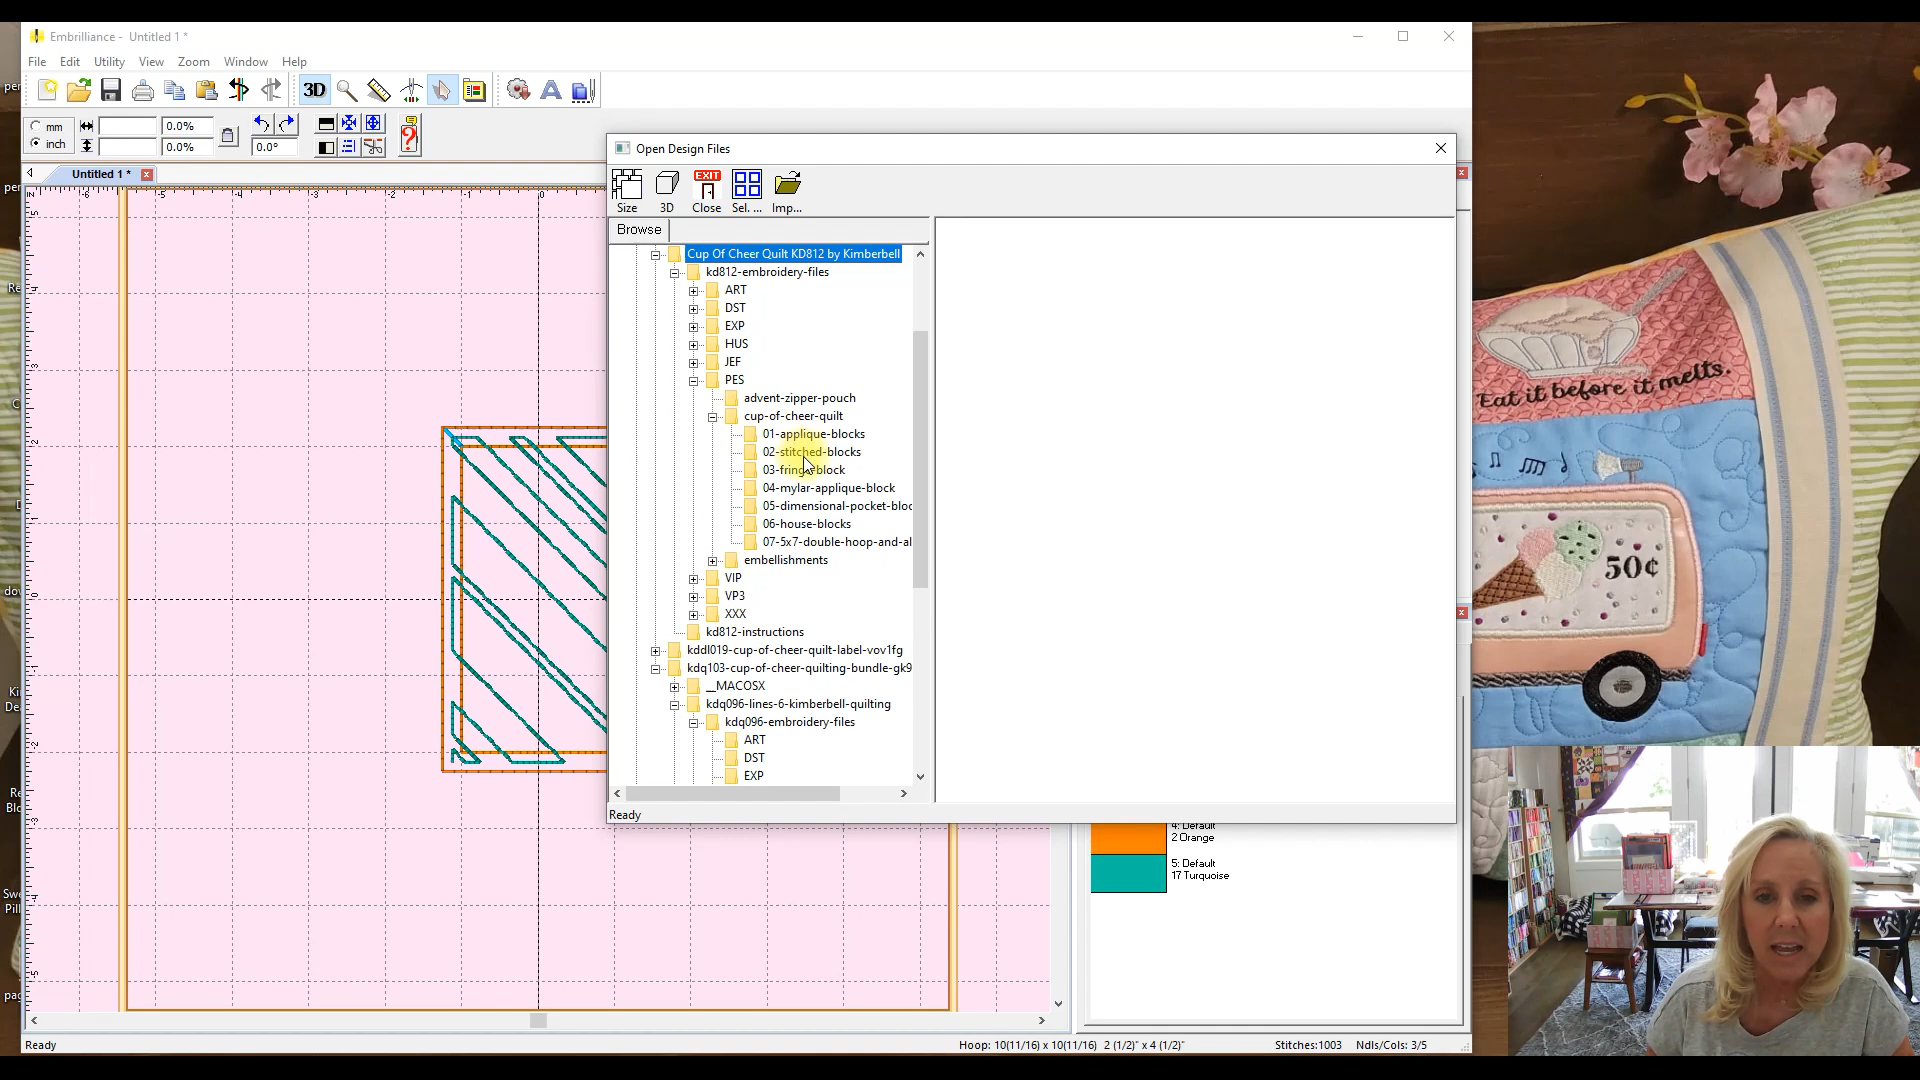 Embrilliance - Untitled 1 *
File Edit Utility View Zoom Window Help
3D
mm
inch
0.0%
0.0%
0.0°
Untitled 1 *
Open Design Files
Size 3D Close Sel. ... Imp...
EXIT
Browse
Cup Of Cheer Quilt KD812 by Kimberbell
kd812-embroidery-files
ART
DST
EXP
HUS
JEF
PES
advent-zipper-pouch
cup-of-cheer-quilt
01-applique-blocks
02-stitched-blocks
03-fringe-block
04-mylar-applique-block
05-dimensional-pocket-bloc
06-house-blocks
07-5x7-double-hoop-and-al
embellishments
VIP
VP3
XXX
kd812-instructions
kddl019-cup-of-cheer-quilt-label-vov1fg
kdq103-cup-of-cheer-quilting-bundle-gk9
__MACOSX
kdq096-lines-6-kimberbell-quilting
kdq096-embroidery-files
ART
DST
EXP
Ready
4: Default
2 Orange
5: Default
17 Turquoise
Ready
Hoop: 10(11/16) x 10(11/16) 2 (1/2)" x 4 (1/2)"
Stitches:1003
Ndls/Cols: 3/5
Eat it before it melts.
50¢